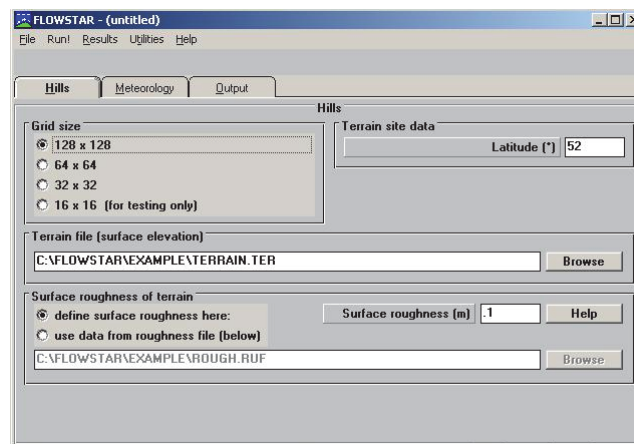 FLOWSTAR - (untitled)
File Run! Results Utilities Help
Hills Meteorology Output
Hills
Grid size
128 x 128
64 x 64
32 x 32
16 x 16 (for testing only)
Terrain site data
Latitude (°) 52
Terrain file (surface elevation)
C:\FLOWSTAR\EXAMPLE\TERRAIN.TER Browse
Surface roughness of terrain
define surface roughness here: Surface roughness (m) .1 Help
use data from roughness file (below)
C:\FLOWSTAR\EXAMPLE\ROUGH.RUF Browse